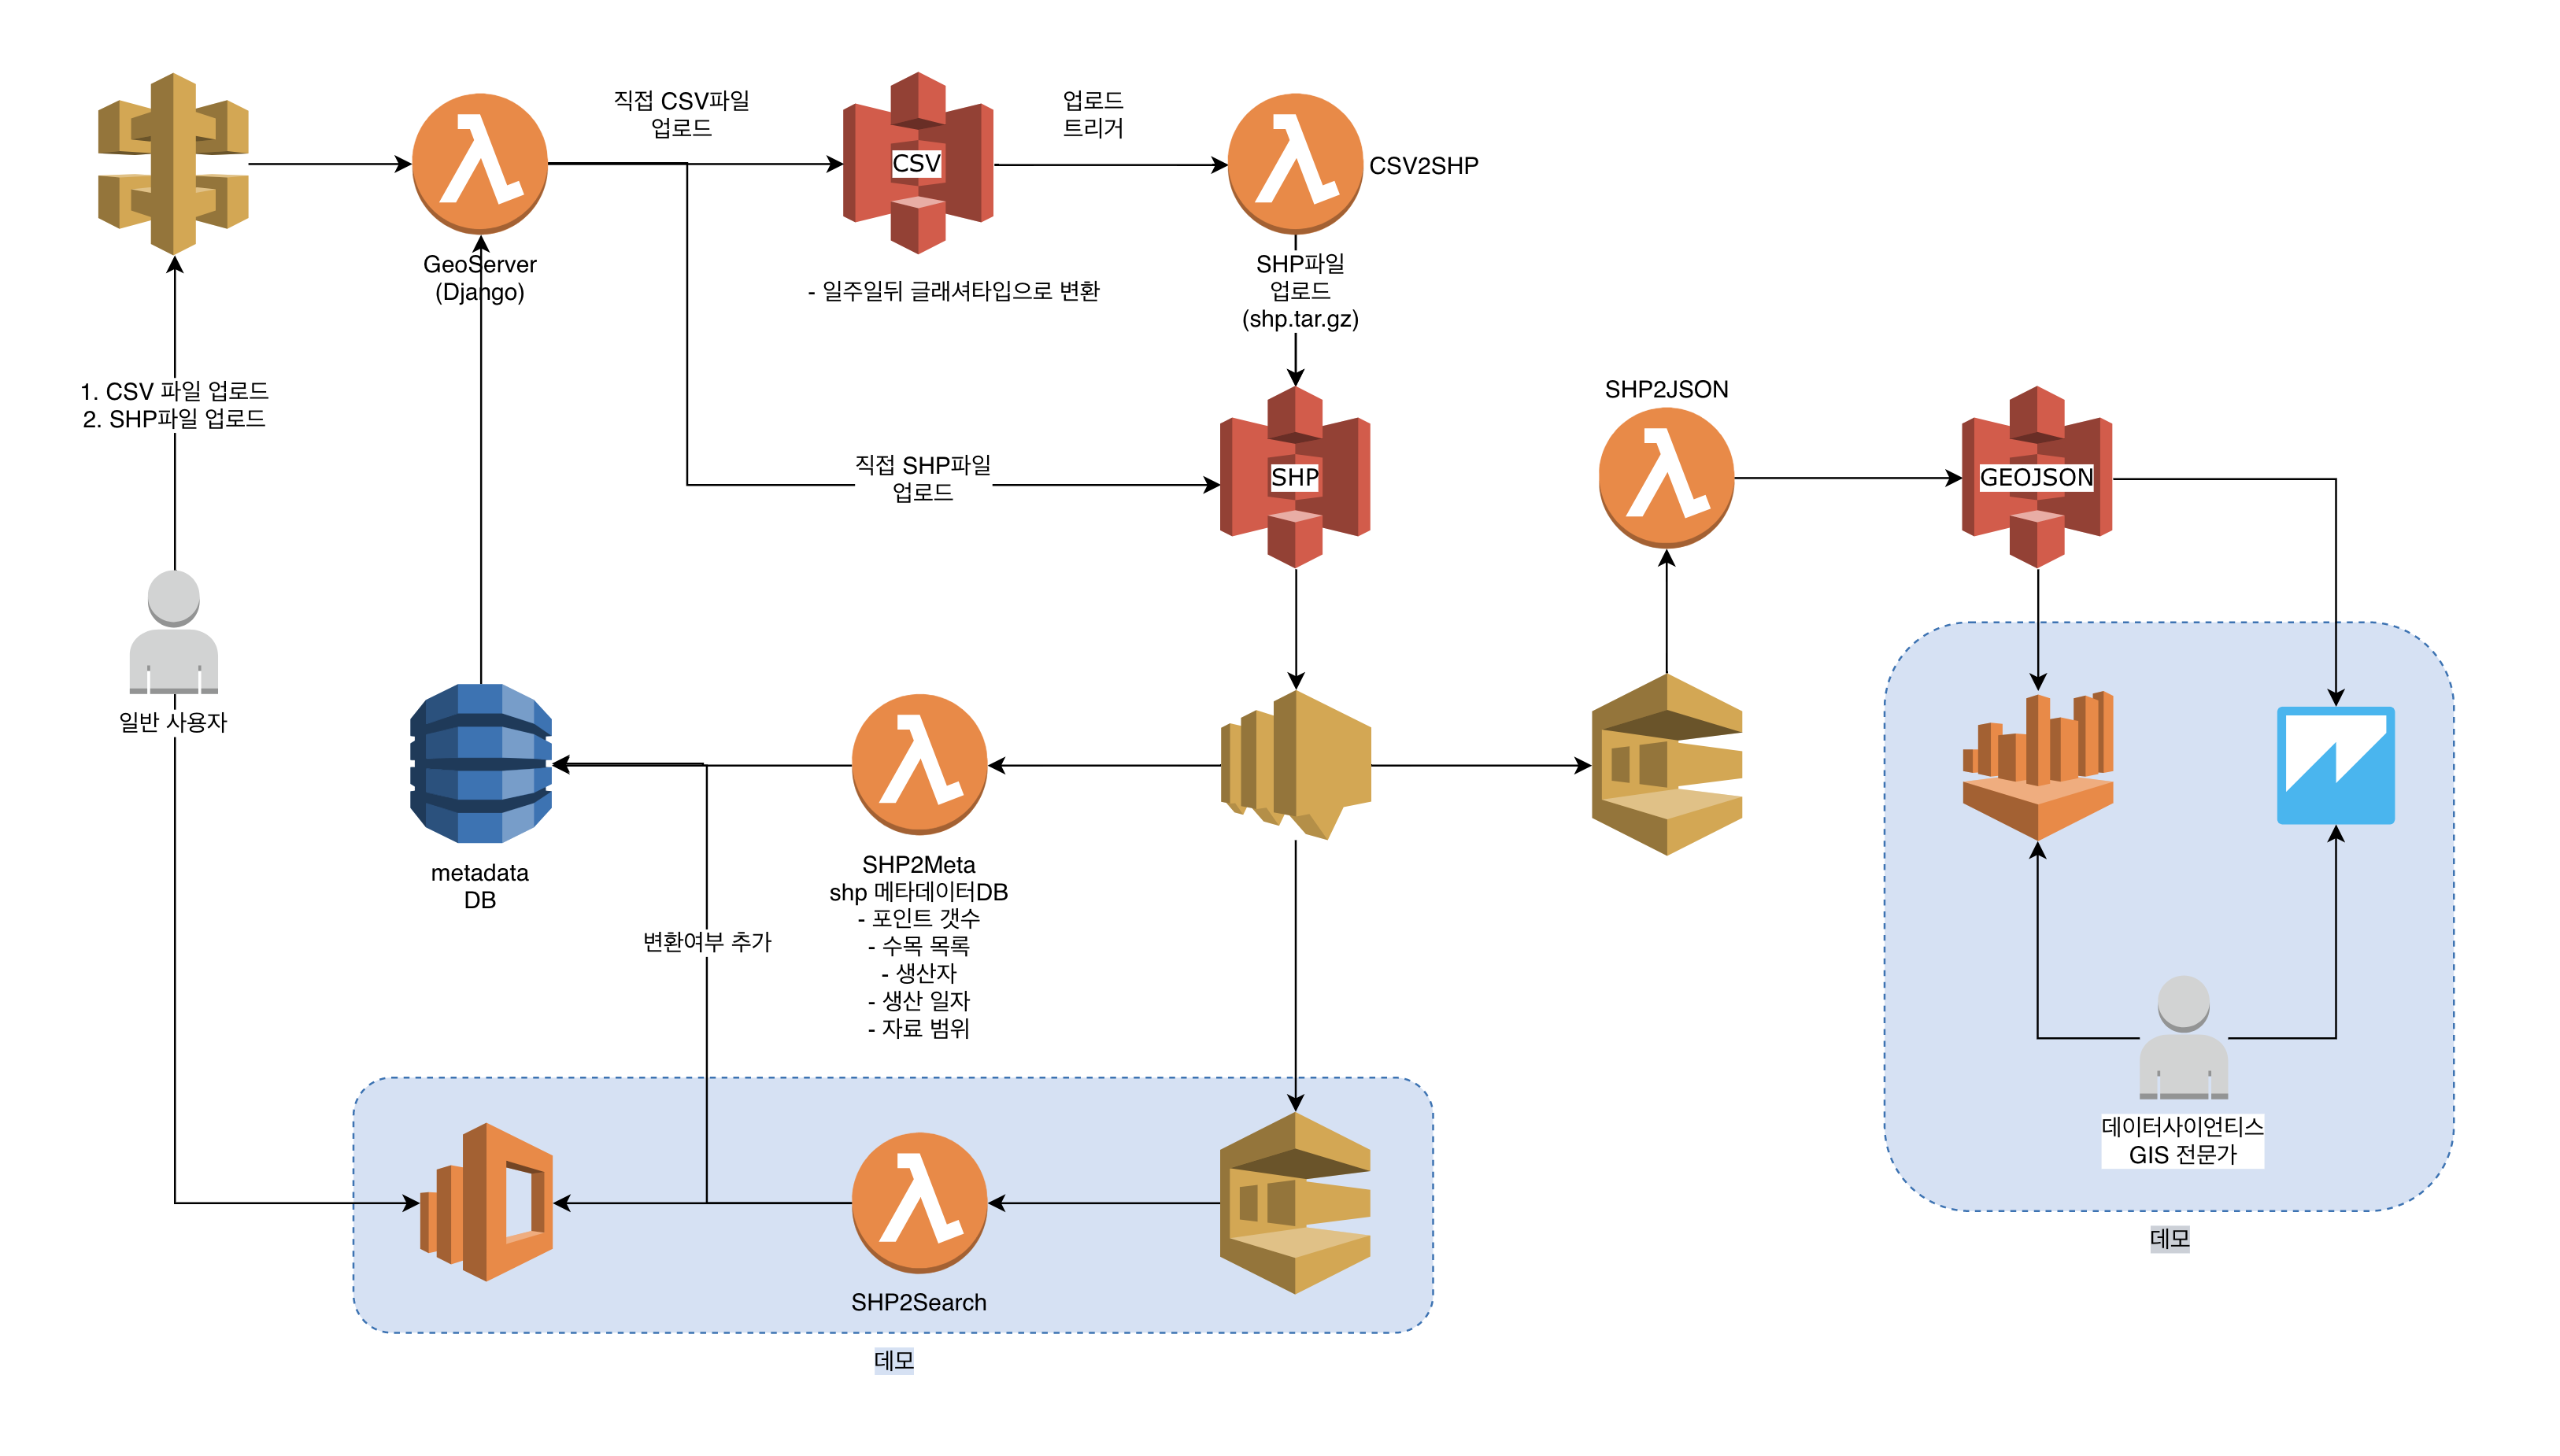 직접 CSV파일
업로드
업로드
트리거
CSV
CSV2SHP
GeoServer
(Django)
- 일주일뒤 글래셔타입으로 변환
SHP파일
업로드
(shp.tar.gz)
1. CSV 파일 업로드
2. SHP파일 업로드
SHP2JSON
직접 SHP파일
업로드
SHP
GEOJSON
일반 사용자
metadata
DB
SHP2Meta
shp 메타데이터DB
- 포인트 갯수
- 수목 목록
- 생산자
- 생산 일자
- 자료 범위
변환여부 추가
데이터사이언티스
GIS 전문가
데모
SHP2Search
데모